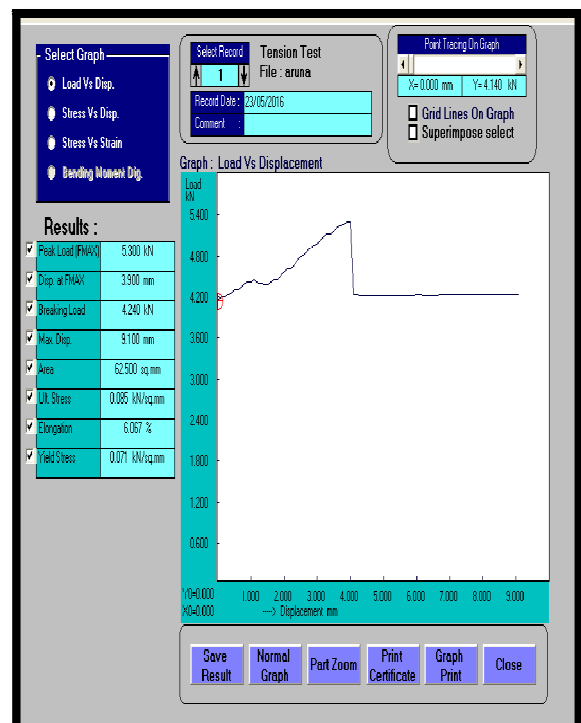 Select Graph
Load Vs Disp.
Stress Vs Disp.
Stress Vs Strain
Bending Moment Dig.
Select Record
1
Tension Test
File : aruna
Record Date : 23/05/2016
Comment :
Point Tracing On Graph
X= 0.000 mm Y= 4.140 kN
Grid Lines On Graph
Superimpose select
Results :
Peak Load (FMAX) 5.300 kN
Disp. at FMAX 3.900 mm
Breaking Load 4.240 kN
Max. Disp. 9.100 mm
Area 62.500 sq.mm
Ult. Stress 0.085 kN/sq.mm
Elongation 6.067 %
Yield Stress 0.071 kN/sq.mm
Graph : Load Vs Displacement
Load
kN
5.400
4.800
4.200
3.600
3.000
2.400
1.800
1.200
0.600
Y0=0.000 1.000 2.000 3.000 4.000 5.000 6.000 7.000 8.000 9.000
X0=0.000 ----> Displacement mm
Save Result
Normal Graph
Part Zoom
Print Certificate
Graph Print
Close